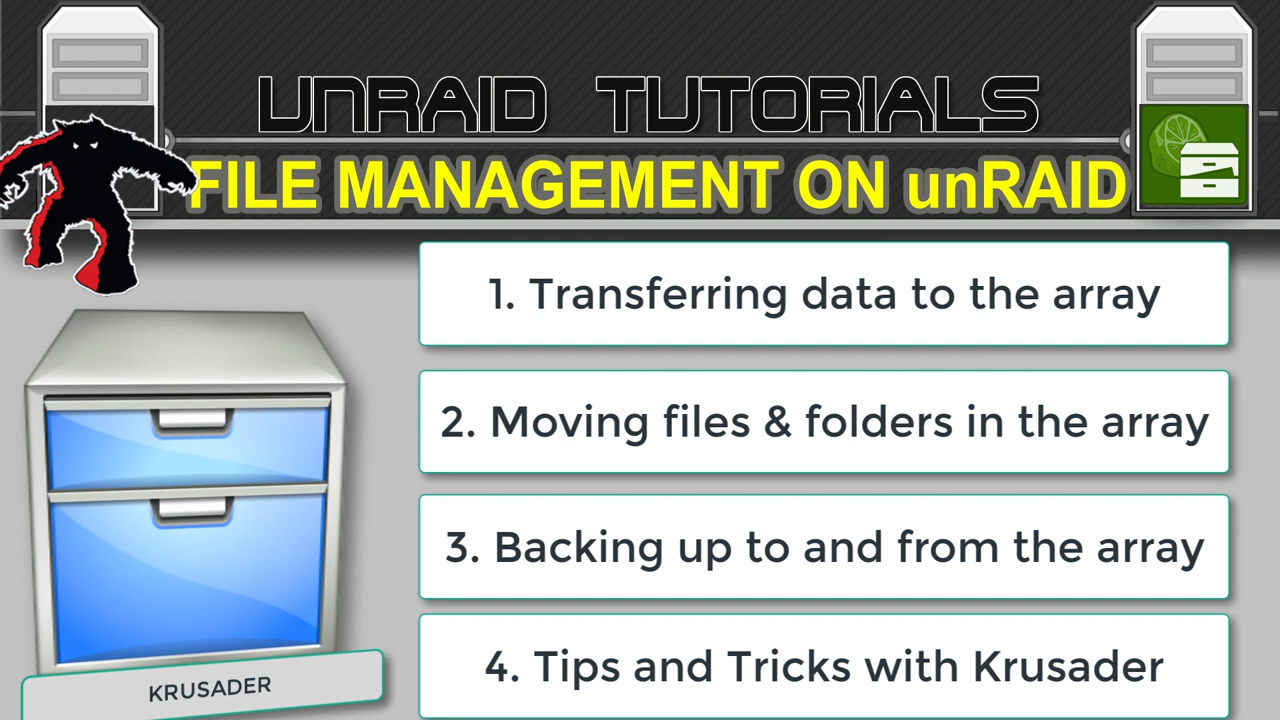 UNRAID TUTORIALS
FILE MANAGEMENT ON unRAID
1. Transferring data to the array
2. Moving files & folders in the array
3. Backing up to and from the array
4. Tips and Tricks with Krusader
KRUSADER